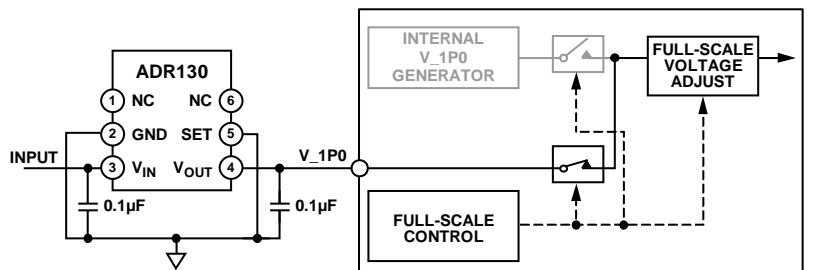 INTERNAL
V_1P0
GENERATOR
FULL-SCALE
VOLTAGE
ADJUST
ADR130
1 NC
NC 6
2 GND
SET 5
INPUT
3 VIN
VOUT 4
V_1P0
0.1µF
0.1µF
FULL-SCALE
CONTROL